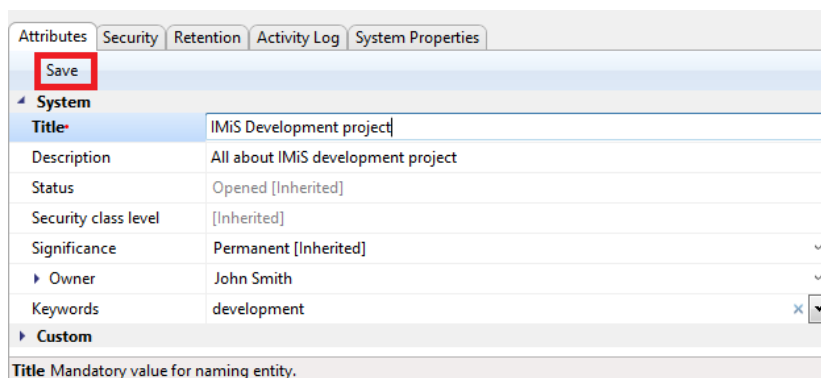 Attributes Security Retention Activity Log System Properties
Save
System
Title• IMiS Development project
Description All about IMiS development project
Status Opened [Inherited]
Security class level [Inherited]
Significance Permanent [Inherited]
Owner John Smith
Keywords development
Custom
Title Mandatory value for naming entity.